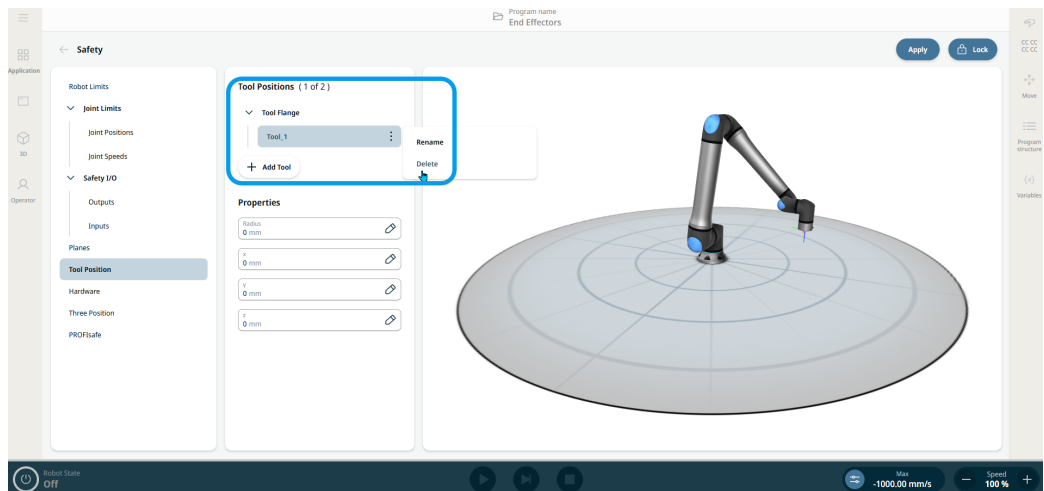 Program name
End Effectors
Safety
Apply
Lock
Application
3D
Operator
Robot Limits
Joint Limits
Joint Positions
Joint Speeds
Safety I/O
Outputs
Inputs
Planes
Tool Position
Hardware
Three Position
PROFIsafe
Tool Positions ( 1 of 2 )
Tool Flange
Tool_1
Add Tool
Rename
Delete
Properties
Radius
0 mm
x
0 mm
Y
0 mm
z
0 mm
CC CC
CC CC
Move
Program
structure
Variables
Robot State
Off
Max
-1000.00 mm/s
Speed
100 %